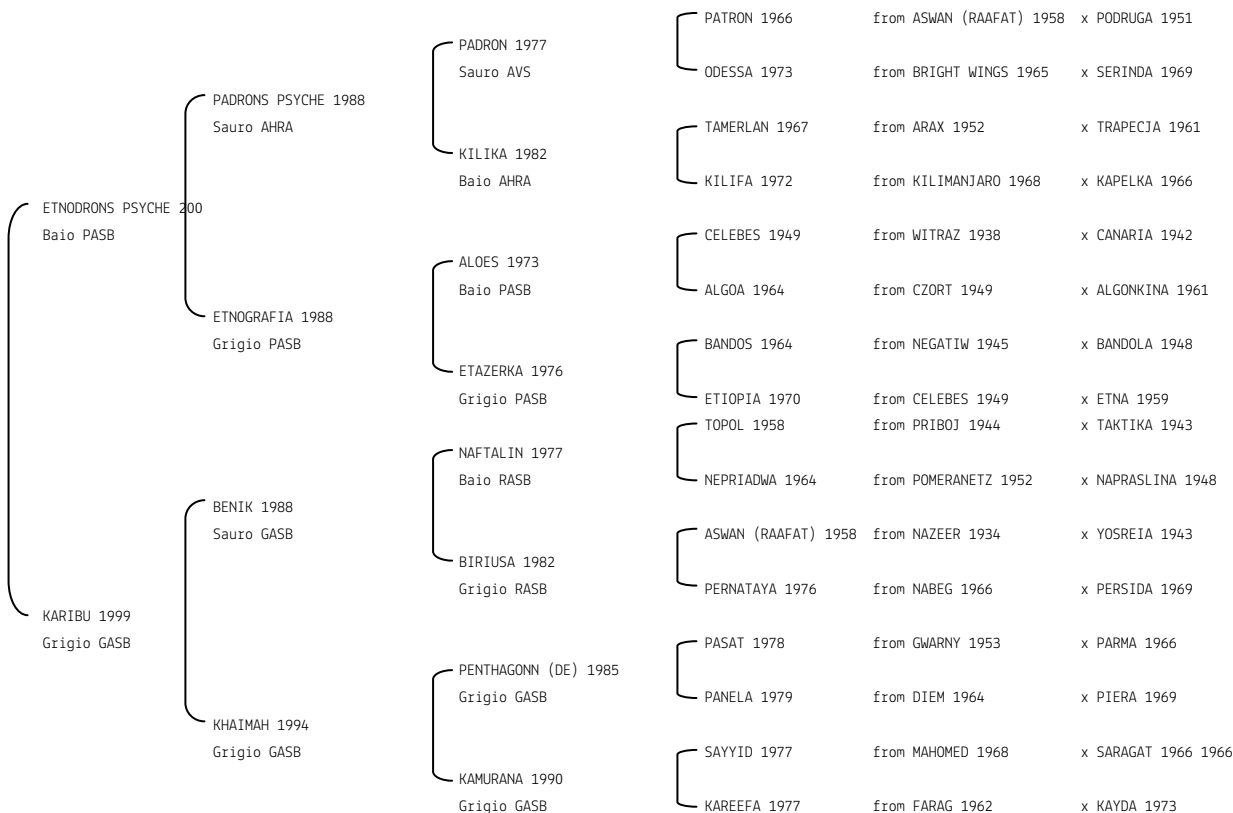 PATRON 1966 from ASWAN (RAAFAT) 1958 x PODRUGA 1951
PADRON 1977
Sauro AVS
ODESSA 1973 from BRIGHT WINGS 1965 x SERINDA 1969
PADRONS PSYCHE 1988
Sauro AHRA
TAMERLAN 1967 from ARAX 1952 x TRAPECJA 1961
KILIKA 1982
Baio AHRA
KILIFA 1972 from KILIMANJARO 1968 x KAPELKA 1966
ETNODRONS PSYCHE 200
Baio PASB
CELEBES 1949 from WITRAZ 1938 x CANARIA 1942
ALOES 1973
Baio PASB
ALGOA 1964 from CZORT 1949 x ALGONKINA 1961
ETNOGRAFIA 1988
Grigio PASB
BANDOS 1964 from NEGATIW 1945 x BANDOLA 1948
ETAZERKA 1976
Grigio PASB
ETIOPIA 1970 from CELEBES 1949 x ETNA 1959
TOPOL 1958 from PRIBOJ 1944 x TAKTIKA 1943
NAFTALIN 1977
Baio RASB
NEPRIADWA 1964 from POMERANETZ 1952 x NAPRASLINA 1948
BENIK 1988
Sauro GASB
ASWAN (RAAFAT) 1958 from NAZEER 1934 x YOSREIA 1943
BIRIUSA 1982
Grigio RASB
PERNATAYA 1976 from NABEG 1966 x PERSIDA 1969
KARIBU 1999
Grigio GASB
PASAT 1978 from GWARNY 1953 x PARMA 1966
PENTHAGONN (DE) 1985
Grigio GASB
PANELA 1979 from DIEM 1964 x PIERA 1969
KHAIMAH 1994
Grigio GASB
SAYYID 1977 from MAHOMED 1968 x SARAGAT 1966 1966
KAMURANA 1990
Grigio GASB
KAREEFA 1977 from FARAG 1962 x KAYDA 1973